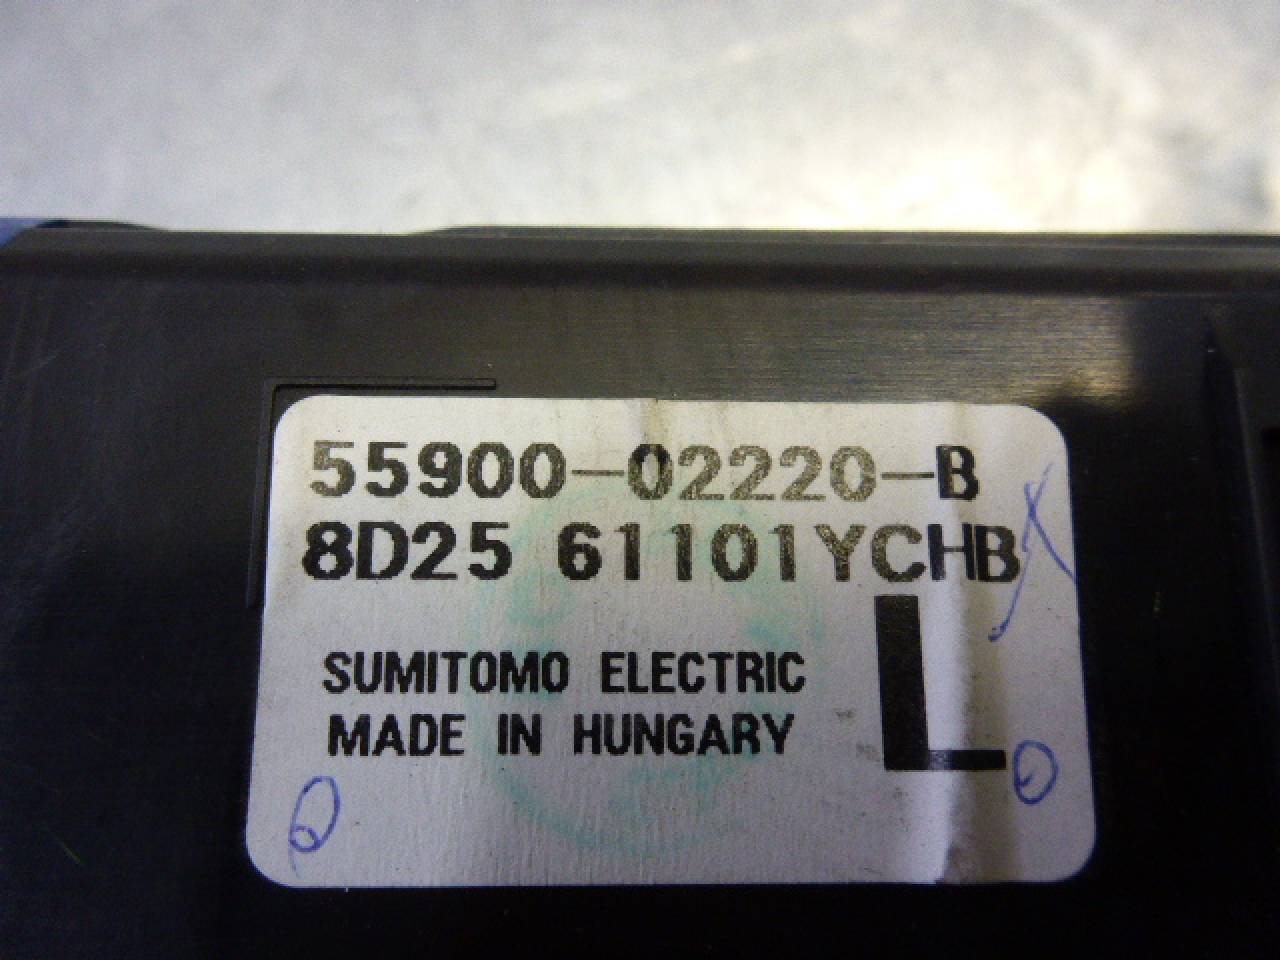 55900-02220-B
8D25 61101YCHB
SUMITOMO ELECTRIC
MADE IN HUNGARY
L